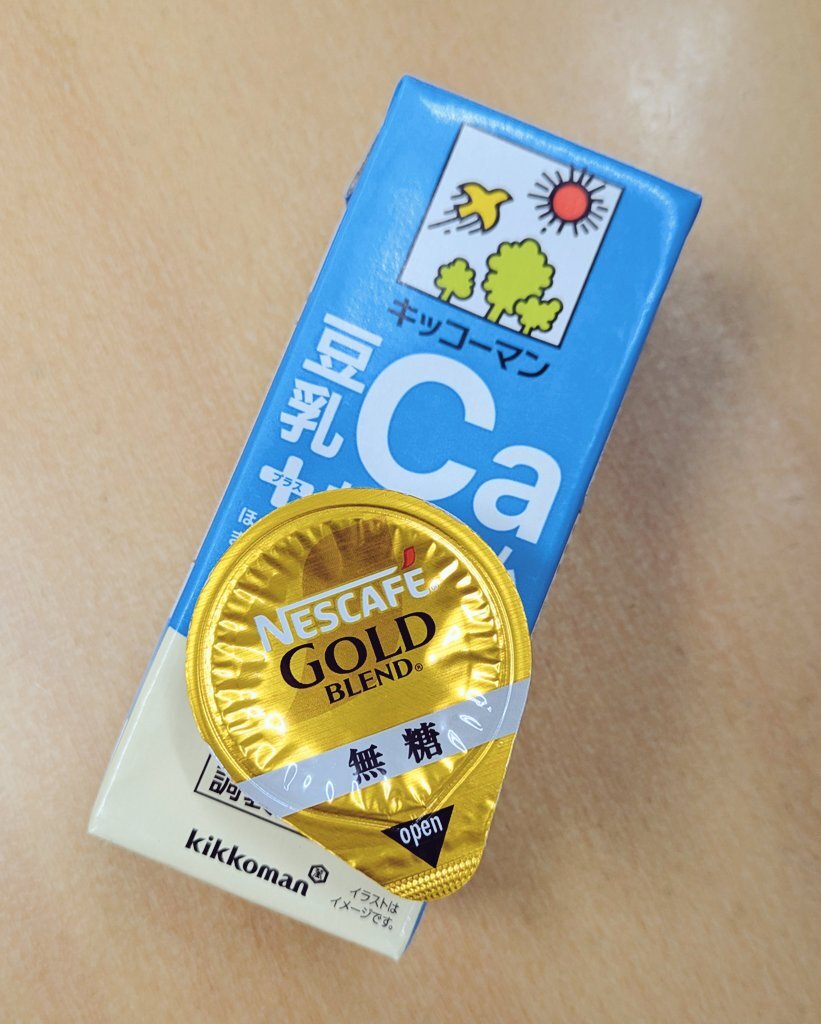 キッコーマン
Ca
豆乳
プラス
NESCAFÉ
GOLD
BLEND®
無糖
open
調
kikkoman
イラストは
イメージです。